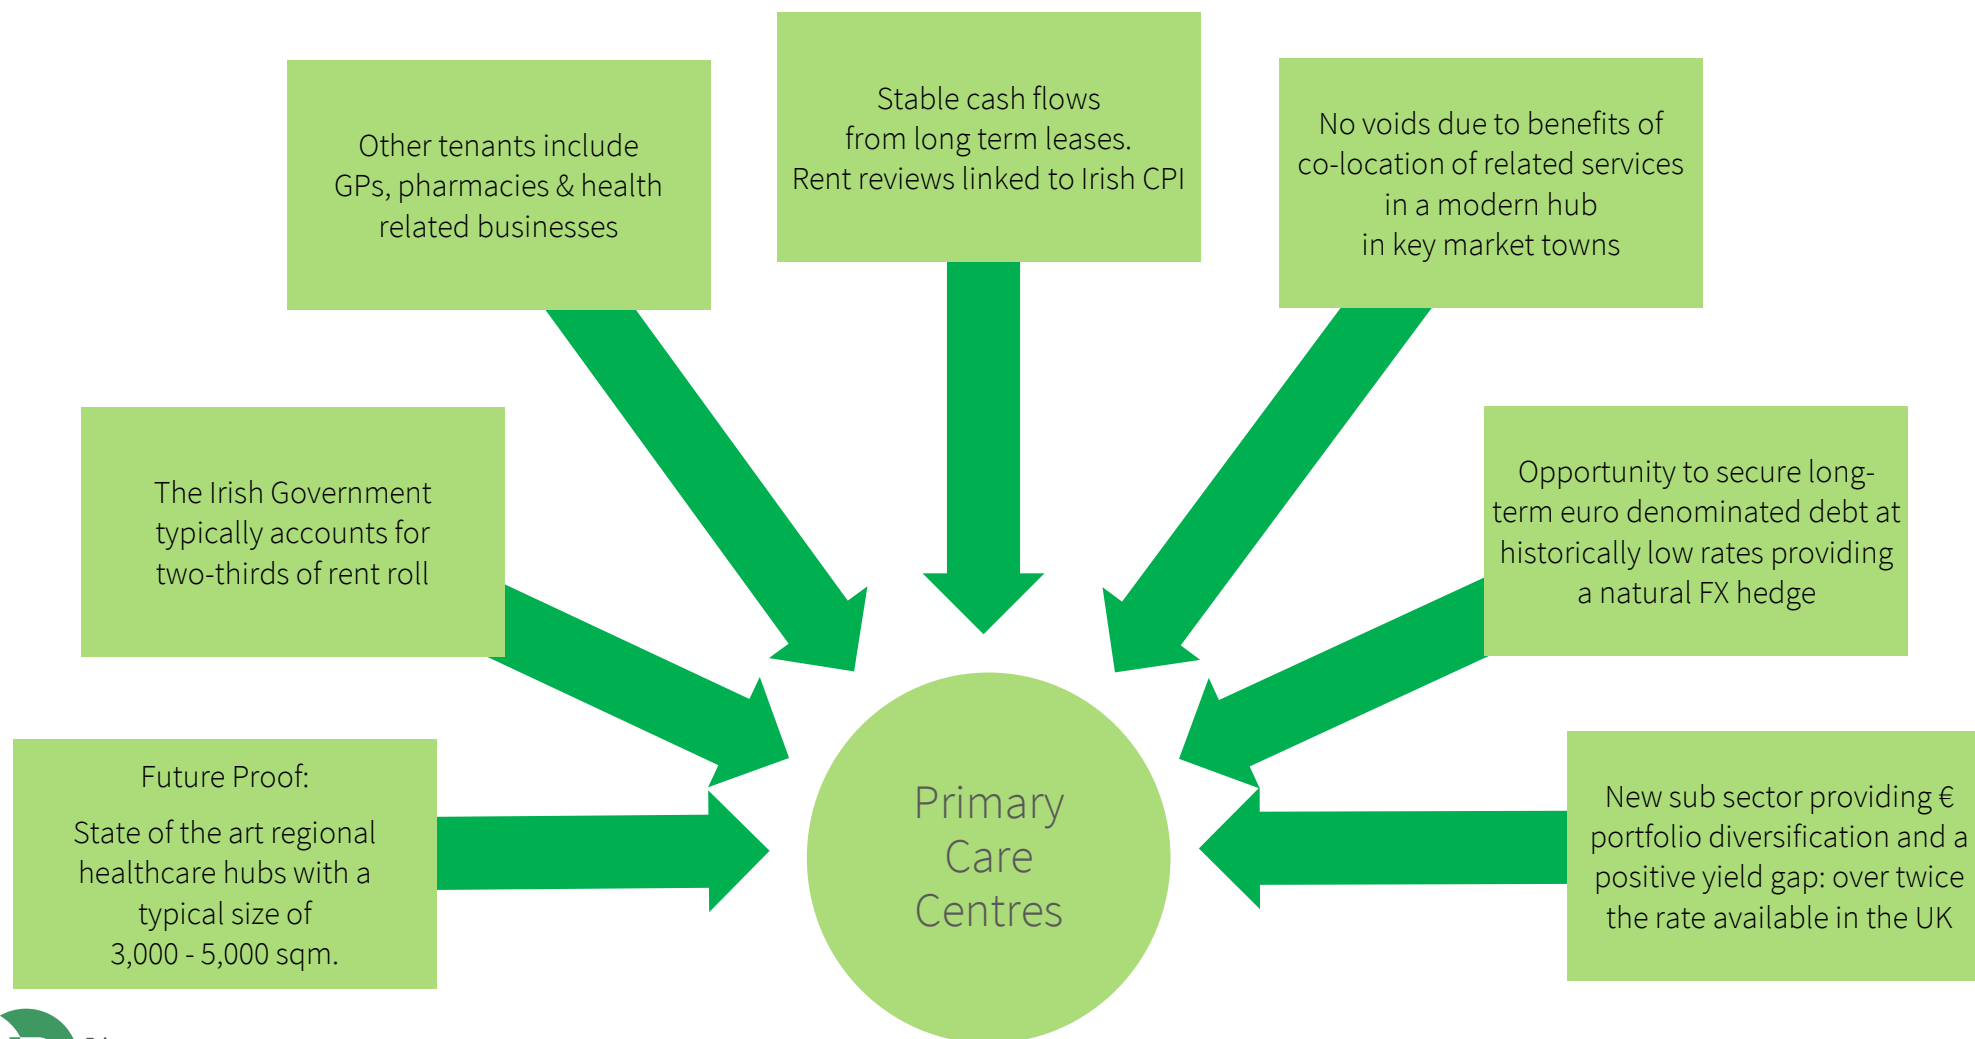 Stable cash flows
from long term leases.
Rent reviews linked to Irish CPI
Other tenants include
GPs, pharmacies & health
related businesses
No voids due to benefits of
co-location of related services
in a modern hub
in key market towns
The Irish Government
typically accounts for
two-thirds of rent roll
Opportunity to secure long-
term euro denominated debt at
historically low rates providing
a natural FX hedge
Future Proof:
State of the art regional
healthcare hubs with a
typical size of
3,000 - 5,000 sqm.
Primary
Care
Centres
New sub sector providing €
portfolio diversification and a
positive yield gap: over twice
the rate available in the UK